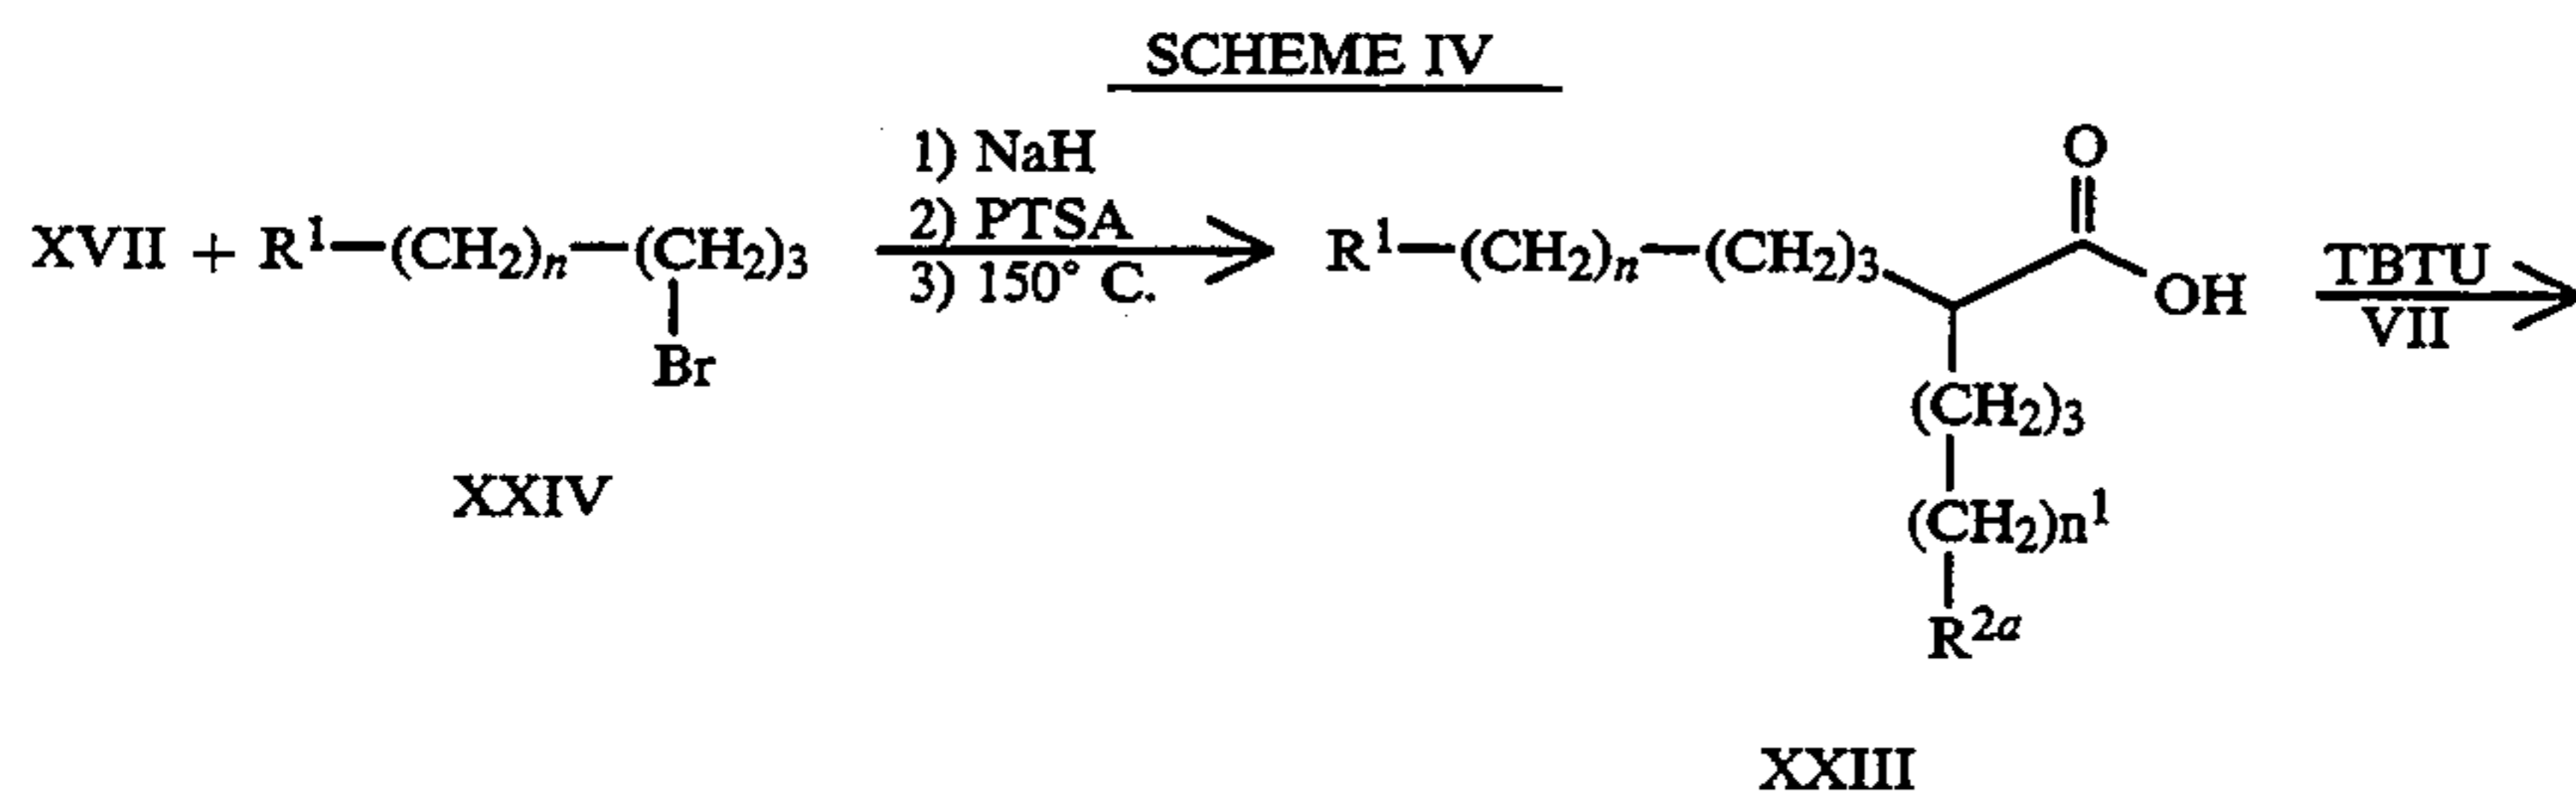 SCHEME IV
XVII + R¹—(CH₂)ₙ—(CH₂)₃
Br
XXIV
1) NaH
2) PTSA
3) 150° C.
R¹—(CH₂)ₙ—(CH₂)₃
O
OH
(CH₂)₃
(CH₂)n¹
R²ᵃ
XXIII
TBTU
VII